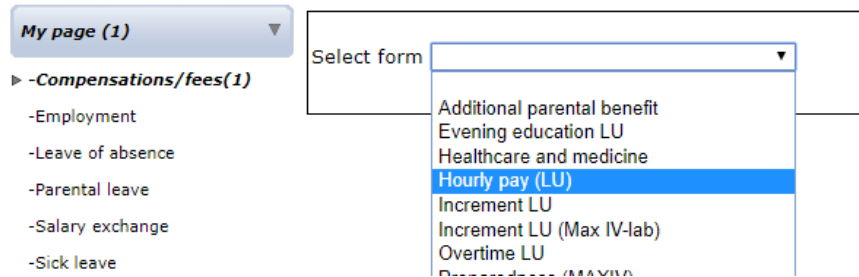 My page (1)
-Compensations/fees(1)
-Employment
-Leave of absence
-Parental leave
-Salary exchange
-Sick leave
Select form
Additional parental benefit
Evening education LU
Healthcare and medicine
Hourly pay (LU)
Increment LU
Increment LU (Max IV-lab)
Overtime LU
Preparedness (MAXIV)